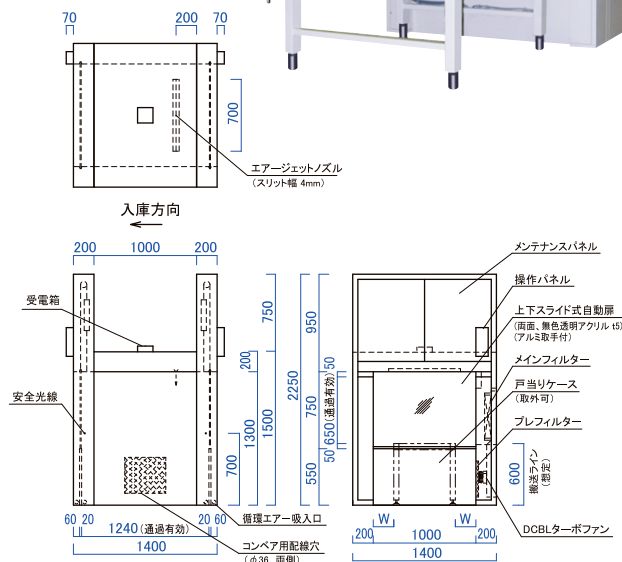 70
200
70
700
エアージェットノズル
(スリット幅 4mm)
入庫方向
200
1000
200
受電箱
安全光線
750
200
1500
1300
700
60
20
1240(通過有効)
20
60
1400
循環エアー吸入口
コンベア用配線穴
(φ36 両側)
2250
950
50
750
650(通過有効)
50
550
メンテナンスパネル
操作パネル
上下スライド式自動扉
(両面、無色透明アクリル t5)
(アルミ取手付)
メインフィルター
戸当りケース
(取外可)
プレフィルター
600
搬送ライン
(想定)
DCBLターボファン
W
W
200
1000
200
1400